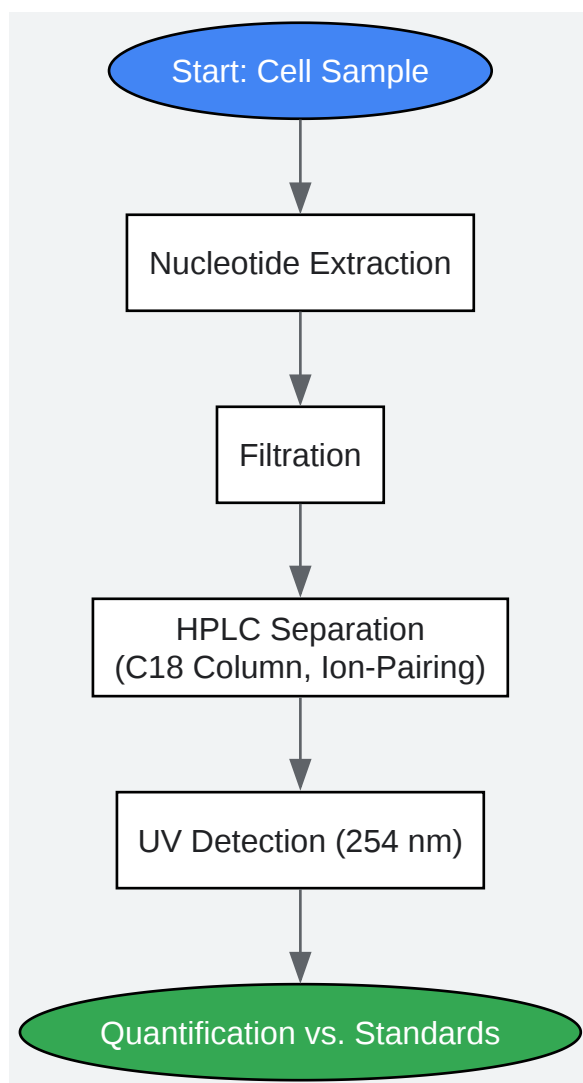 Start: Cell Sample
Nucleotide Extraction
Filtration
HPLC Separation
(C18 Column, Ion-Pairing)
UV Detection (254 nm)
Quantification vs. Standards